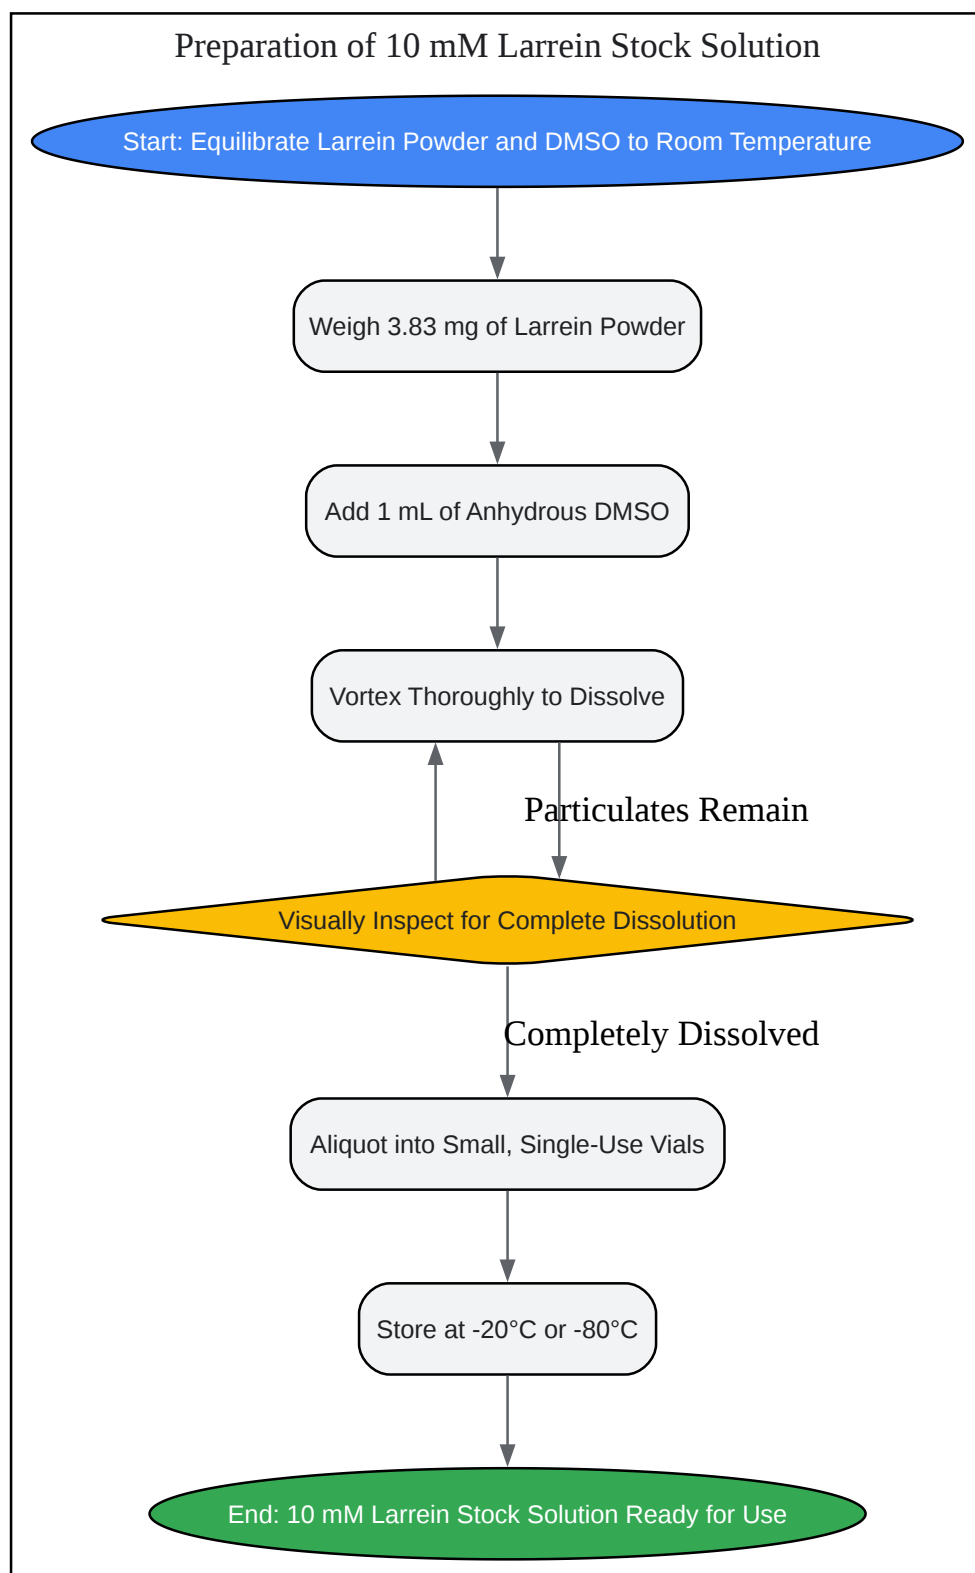 Preparation of 10 mM Larrein Stock Solution
Start: Equilibrate Larrein Powder and DMSO to Room Temperature
Weigh 3.83 mg of Larrein Powder
Add 1 mL of Anhydrous DMSO
Vortex Thoroughly to Dissolve
Particulates Remain
Visually Inspect for Complete Dissolution
Completely Dissolved
Aliquot into Small, Single-Use Vials
Store at -20°C or -80°C
End: 10 mM Larrein Stock Solution Ready for Use